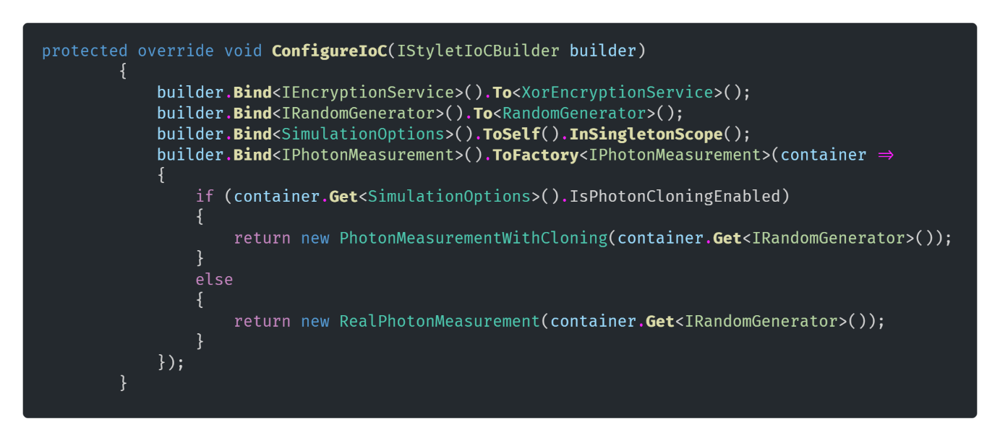 protected override void ConfigureIoC(IStyletIoCBuilder builder)
        {
            builder.Bind<IEncryptionService>().To<XorEncryptionService>();
            builder.Bind<IRandomGenerator>().To<RandomGenerator>();
            builder.Bind<SimulationOptions>().ToSelf().InSingletonScope();
            builder.Bind<IPhotonMeasurement>().ToFactory<IPhotonMeasurement>(container =>
            {
                if (container.Get<SimulationOptions>().IsPhotonCloningEnabled)
                {
                    return new PhotonMeasurementWithCloning(container.Get<IRandomGenerator>());
                }
                else
                {
                    return new RealPhotonMeasurement(container.Get<IRandomGenerator>());
                }
            });
        }